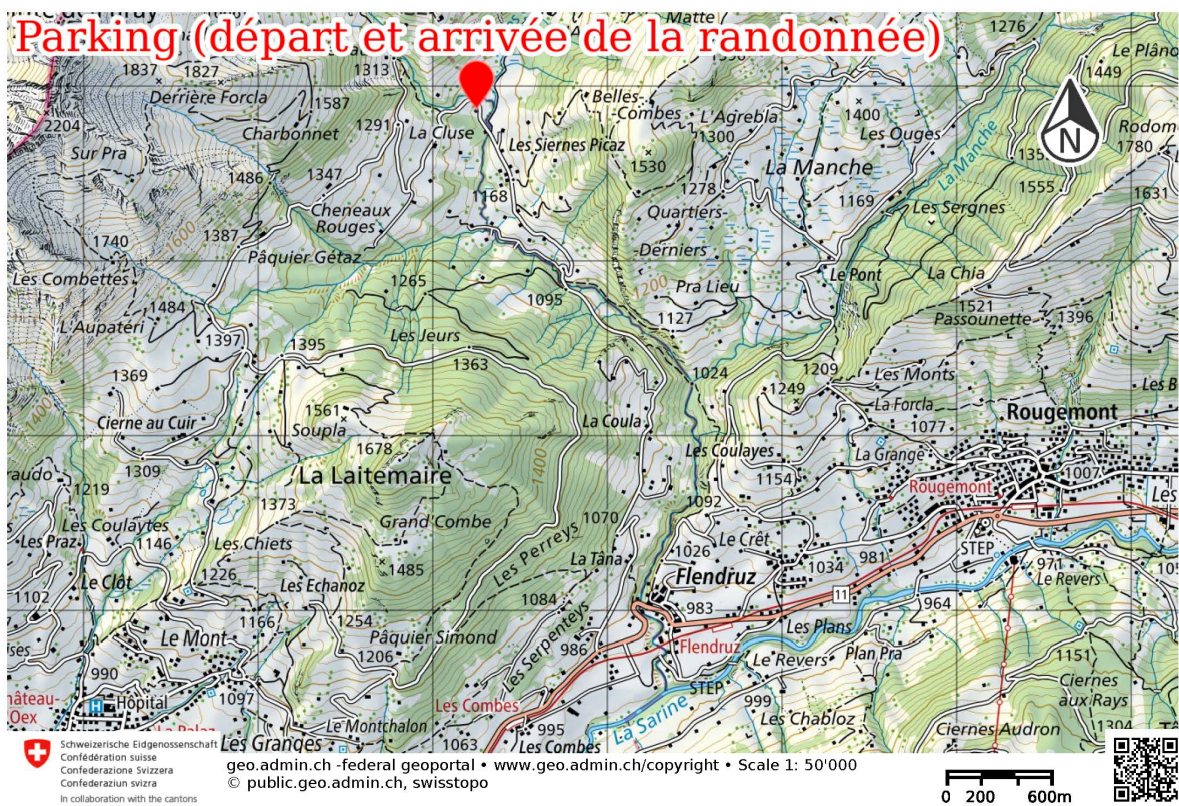 Parking (départ et arrivée de la randonnée)
Matte
1276
Le Plâno
1837
1827
1313
1449
Derrière Forcla
1587
Belles-
-Combes
L'Agrebla
1300
1400
Les Ouges
2204
Charbonnet
1291
La Cluse
Les Siernes Picaz
Rodom
1780
N
Sur Pra
1530
La Manche
La Manche
1486
1347
1278
1555
1631
1168
1169
Cheneaux
Rouges
Quartiers-
-Derniers
Les Sergnes
1740
1600
1387
Pâquier Gétaz
Les Combettes
1265
1095
1200
Pra Lieu
Le Pont
La Chia
1484
1521
L'Aupatéri
1397
1395
Les Jeurs
1127
Passounette
1396
1363
1369
1024
1209
1249
Les Monts
Les B
1400
1561
Soupla
La Forcla
Rougemont
Cierne au Cuir
La Coula
1077
1678
1309
Les Coulayes
La Grange
1007
raudo
1219
La Laitemaire
1400
1154
Rougemont
Les
1373
1092
Les Coulaytes
Grand Combe
1070
Les Praz
1146
Les Chiets
Les Perreys
Le Crêt
STEP
1026
981
La Tâna
1485
971
Le Clôt
1226
Les Echanoz
Flendruz
1034
Le Revers
1102
1084
11
964
983
1166
1254
Le Mont
Pâquier Simond
Les Serpenteys
Les Plans
986
Flendruz
1206
Le Revers
Plan Pra
1151
990
Ciernes
aux Rays
STEP
hâteau-
Oex
H
Hôpital
1097
999
Les Combes
La Sarine
Les Chabloz
Le Montchalon
995
Ciernes Audron
1304
Les Granges
1063
Les Combes
Schweizerische Eidgenossenschaft
Confédération suisse
Confederazione Svizzera
Confederaziun svizra
In collaboration with the cantons
geo.admin.ch -federal geoportal • www.geo.admin.ch/copyright • Scale 1: 50'000
© public.geo.admin.ch, swisstopo
0 200 600m